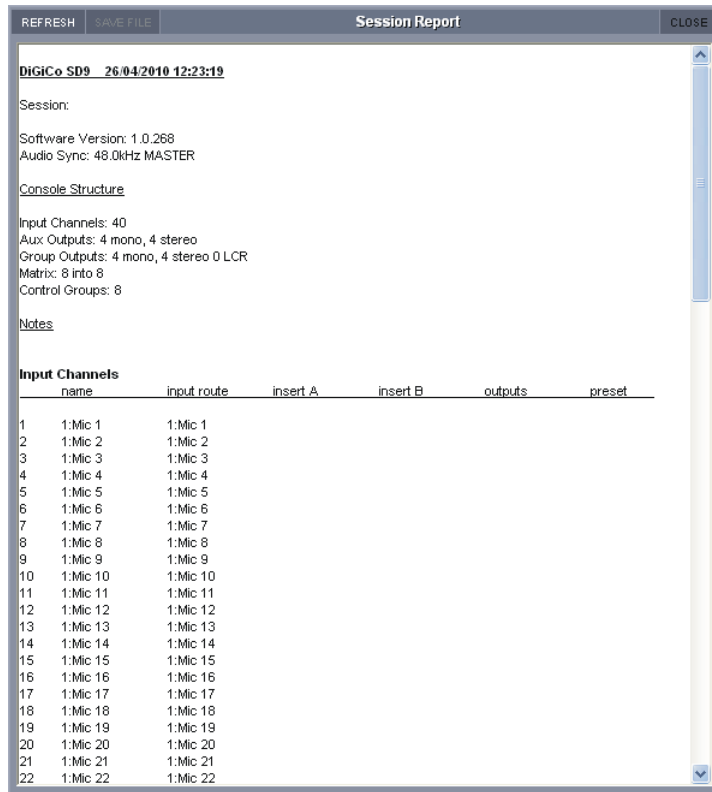 REFRESH SAVE FILE Session Report CLOSE
DiGiCo SD9 26/04/2010 12:23:19
Session:
Software Version: 1.0.268
Audio Sync: 48.0kHz MASTER
Console Structure
Input Channels: 40
Aux Outputs: 4 mono, 4 stereo
Group Outputs: 4 mono, 4 stereo 0 LCR
Matrix: 8 into 8
Control Groups: 8
Notes
Input Channels
name input route insert A insert B outputs preset
1 1:Mic 1 1:Mic 1
2 1:Mic 2 1:Mic 2
3 1:Mic 3 1:Mic 3
4 1:Mic 4 1:Mic 4
5 1:Mic 5 1:Mic 5
6 1:Mic 6 1:Mic 6
7 1:Mic 7 1:Mic 7
8 1:Mic 8 1:Mic 8
9 1:Mic 9 1:Mic 9
10 1:Mic 10 1:Mic 10
11 1:Mic 11 1:Mic 11
12 1:Mic 12 1:Mic 12
13 1:Mic 13 1:Mic 13
14 1:Mic 14 1:Mic 14
15 1:Mic 15 1:Mic 15
16 1:Mic 16 1:Mic 16
17 1:Mic 17 1:Mic 17
18 1:Mic 18 1:Mic 18
19 1:Mic 19 1:Mic 19
20 1:Mic 20 1:Mic 20
21 1:Mic 21 1:Mic 21
22 1:Mic 22 1:Mic 22